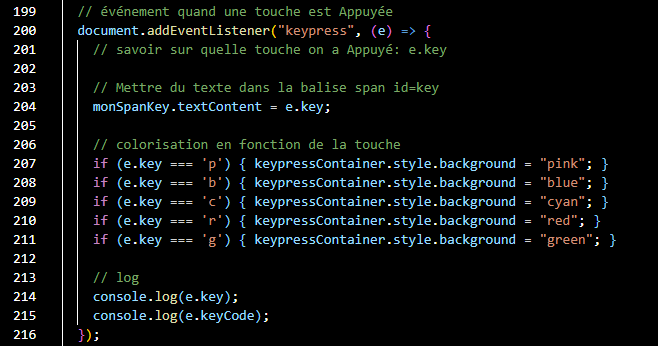 199 // événement quand une touche est Appuyée
200 document.addEventListener("keypress", (e) => {
201 // savoir sur quelle touche on a Appuyé: e.key
202
203 // Mettre du texte dans la balise span id=key
204 monSpanKey.textContent = e.key;
205
206 // colorisation en fonction de la touche
207 if (e.key === 'p') { keypressContainer.style.background = "pink"; }
208 if (e.key === 'b') { keypressContainer.style.background = "blue"; }
209 if (e.key === 'c') { keypressContainer.style.background = "cyan"; }
210 if (e.key === 'r') { keypressContainer.style.background = "red"; }
211 if (e.key === 'g') { keypressContainer.style.background = "green"; }
212
213 // log
214 console.log(e.key);
215 console.log(e.keyCode);
216 });